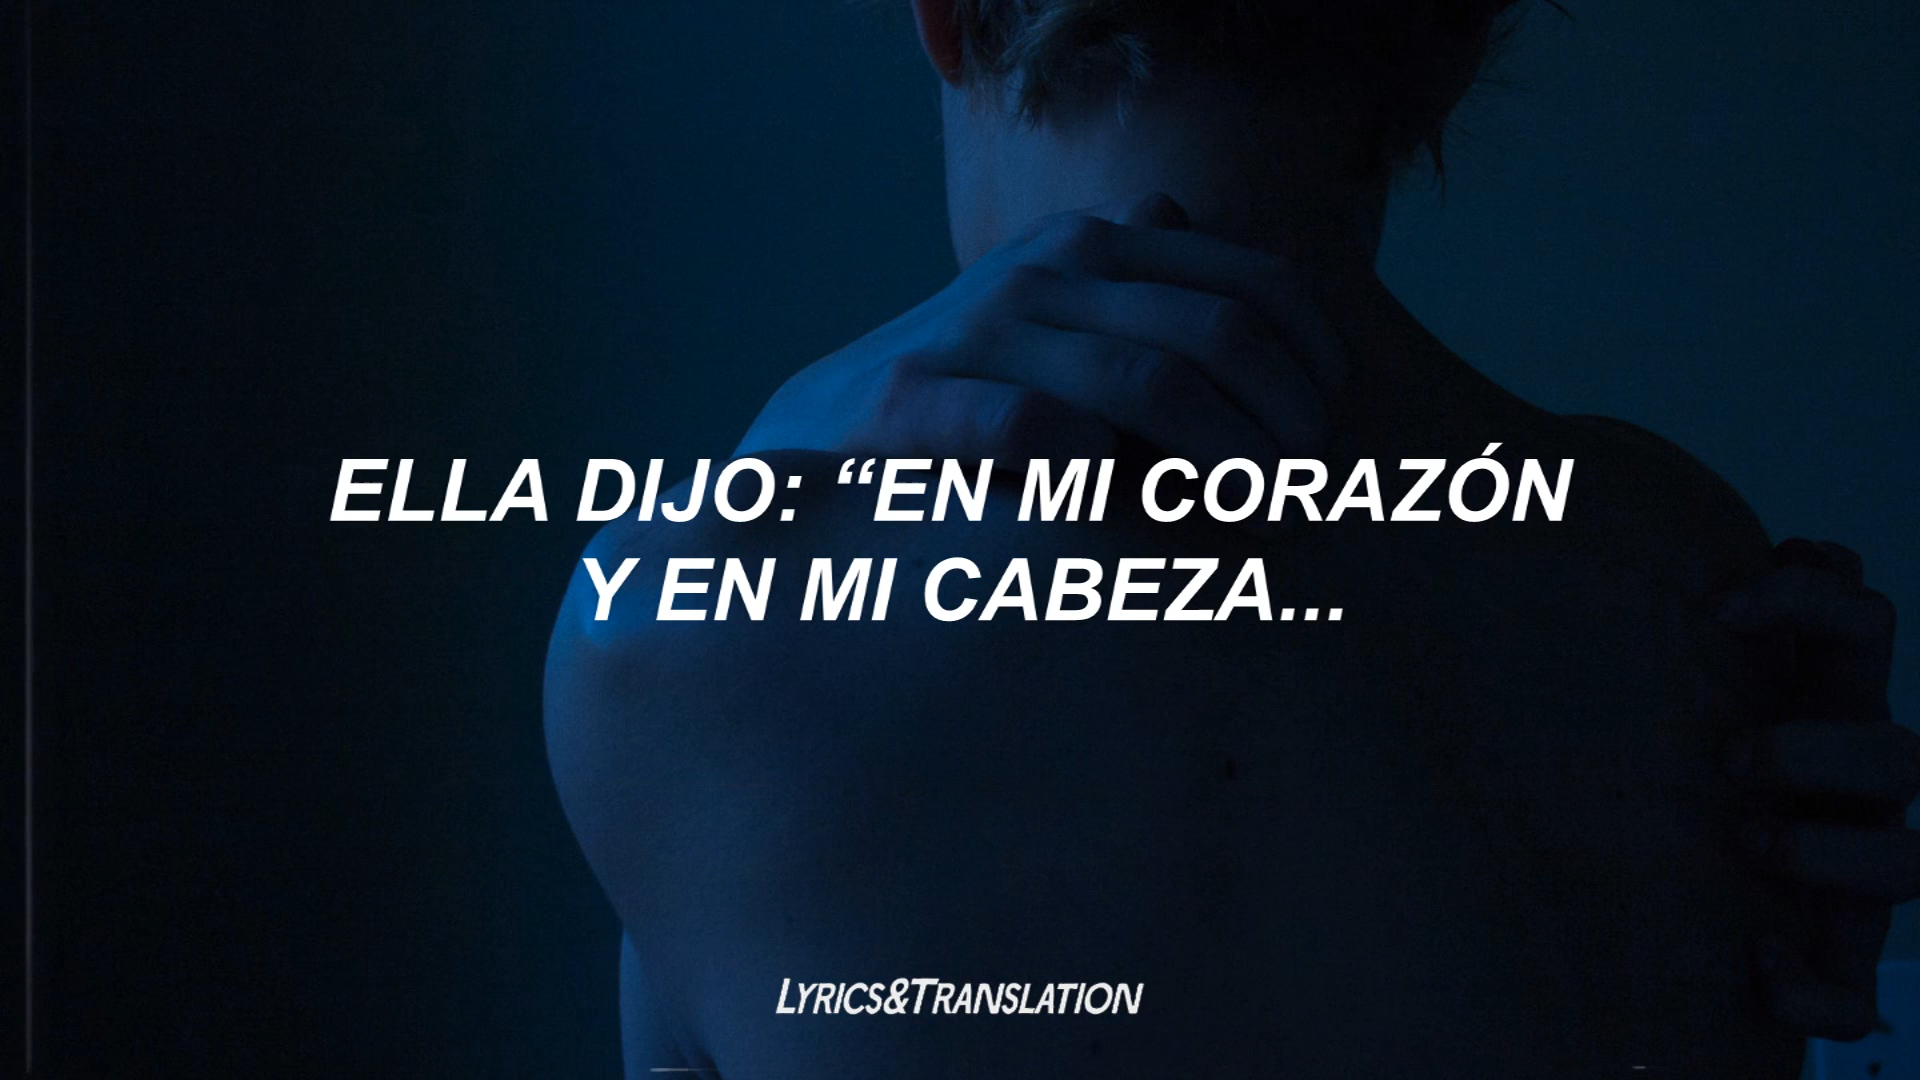 ELLA DIJO: “EN MI CORAZÓN
Y EN MI CABEZA...
LYRICS&TRANSLATION